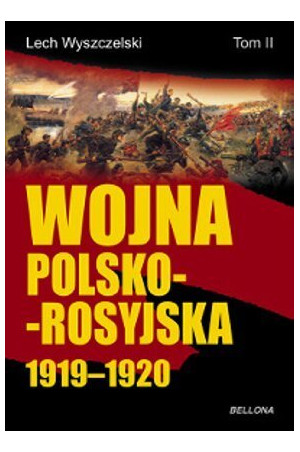 Lech Wyszczelski Tom II
WOJNA
POLSKO-
-ROSYJSKA
1919–1920
BELLONA